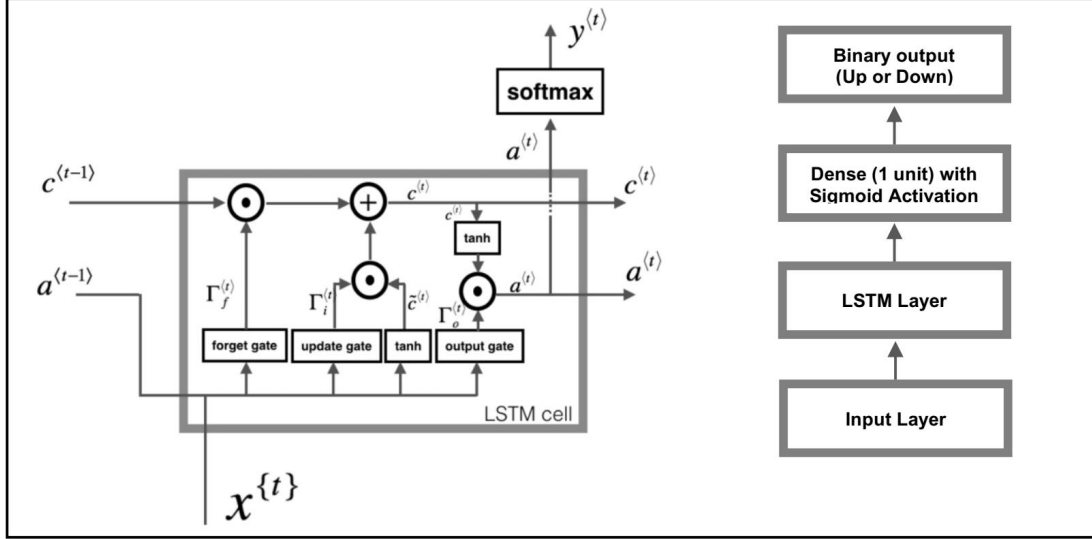 y⟨t⟩
softmax
a⟨t⟩
c⟨t−1⟩
c⟨t⟩
c⟨t⟩
c⟨t⟩
tanh
a⟨t−1⟩
a⟨t⟩
a⟨t⟩
Γf⟨t⟩
Γi⟨t
c̃⟨t⟩
Γo⟨t⟩
forget gate
update gate
tanh
output gate
LSTM cell
x{t}
Binary output
(Up or Down)
Dense (1 unit) with
Sigmoid Activation
LSTM Layer
Input Layer